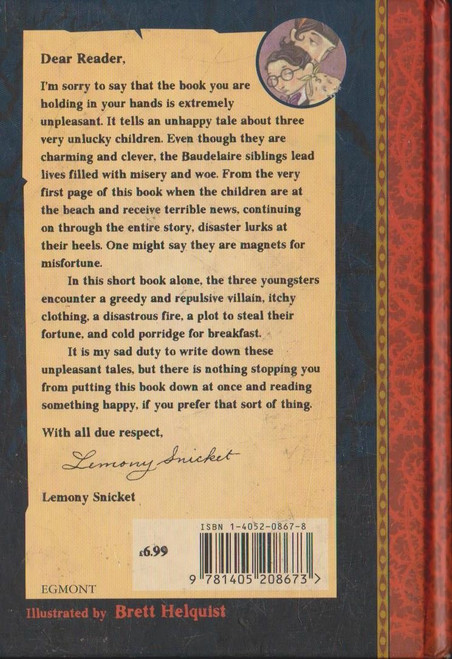 Dear Reader,
I'm sorry to say that the book you are
holding in your hands is extremely
unpleasant. It tells an unhappy tale about three
very unlucky children. Even though they are
charming and clever, the Baudelaire siblings lead
lives filled with misery and woe. From the very
first page of this book when the children are at
the beach and receive terrible news, continuing
on through the entire story, disaster lurks at
their heels. One might say they are magnets for
misfortune.
In this short book alone, the three youngsters
encounter a greedy and repulsive villain, itchy
clothing, a disastrous fire, a plot to steal their
fortune, and cold porridge for breakfast.
It is my sad duty to write down these
unpleasant tales, but there is nothing stopping you
from putting this book down at once and reading
something happy, if you prefer that sort of thing.
With all due respect,
Lemony Snicket
Lemony Snicket
ISBN 1-4052-0867-8
£6.99
9 781405 208673 >
EGMONT
Illustrated by Brett Helquist